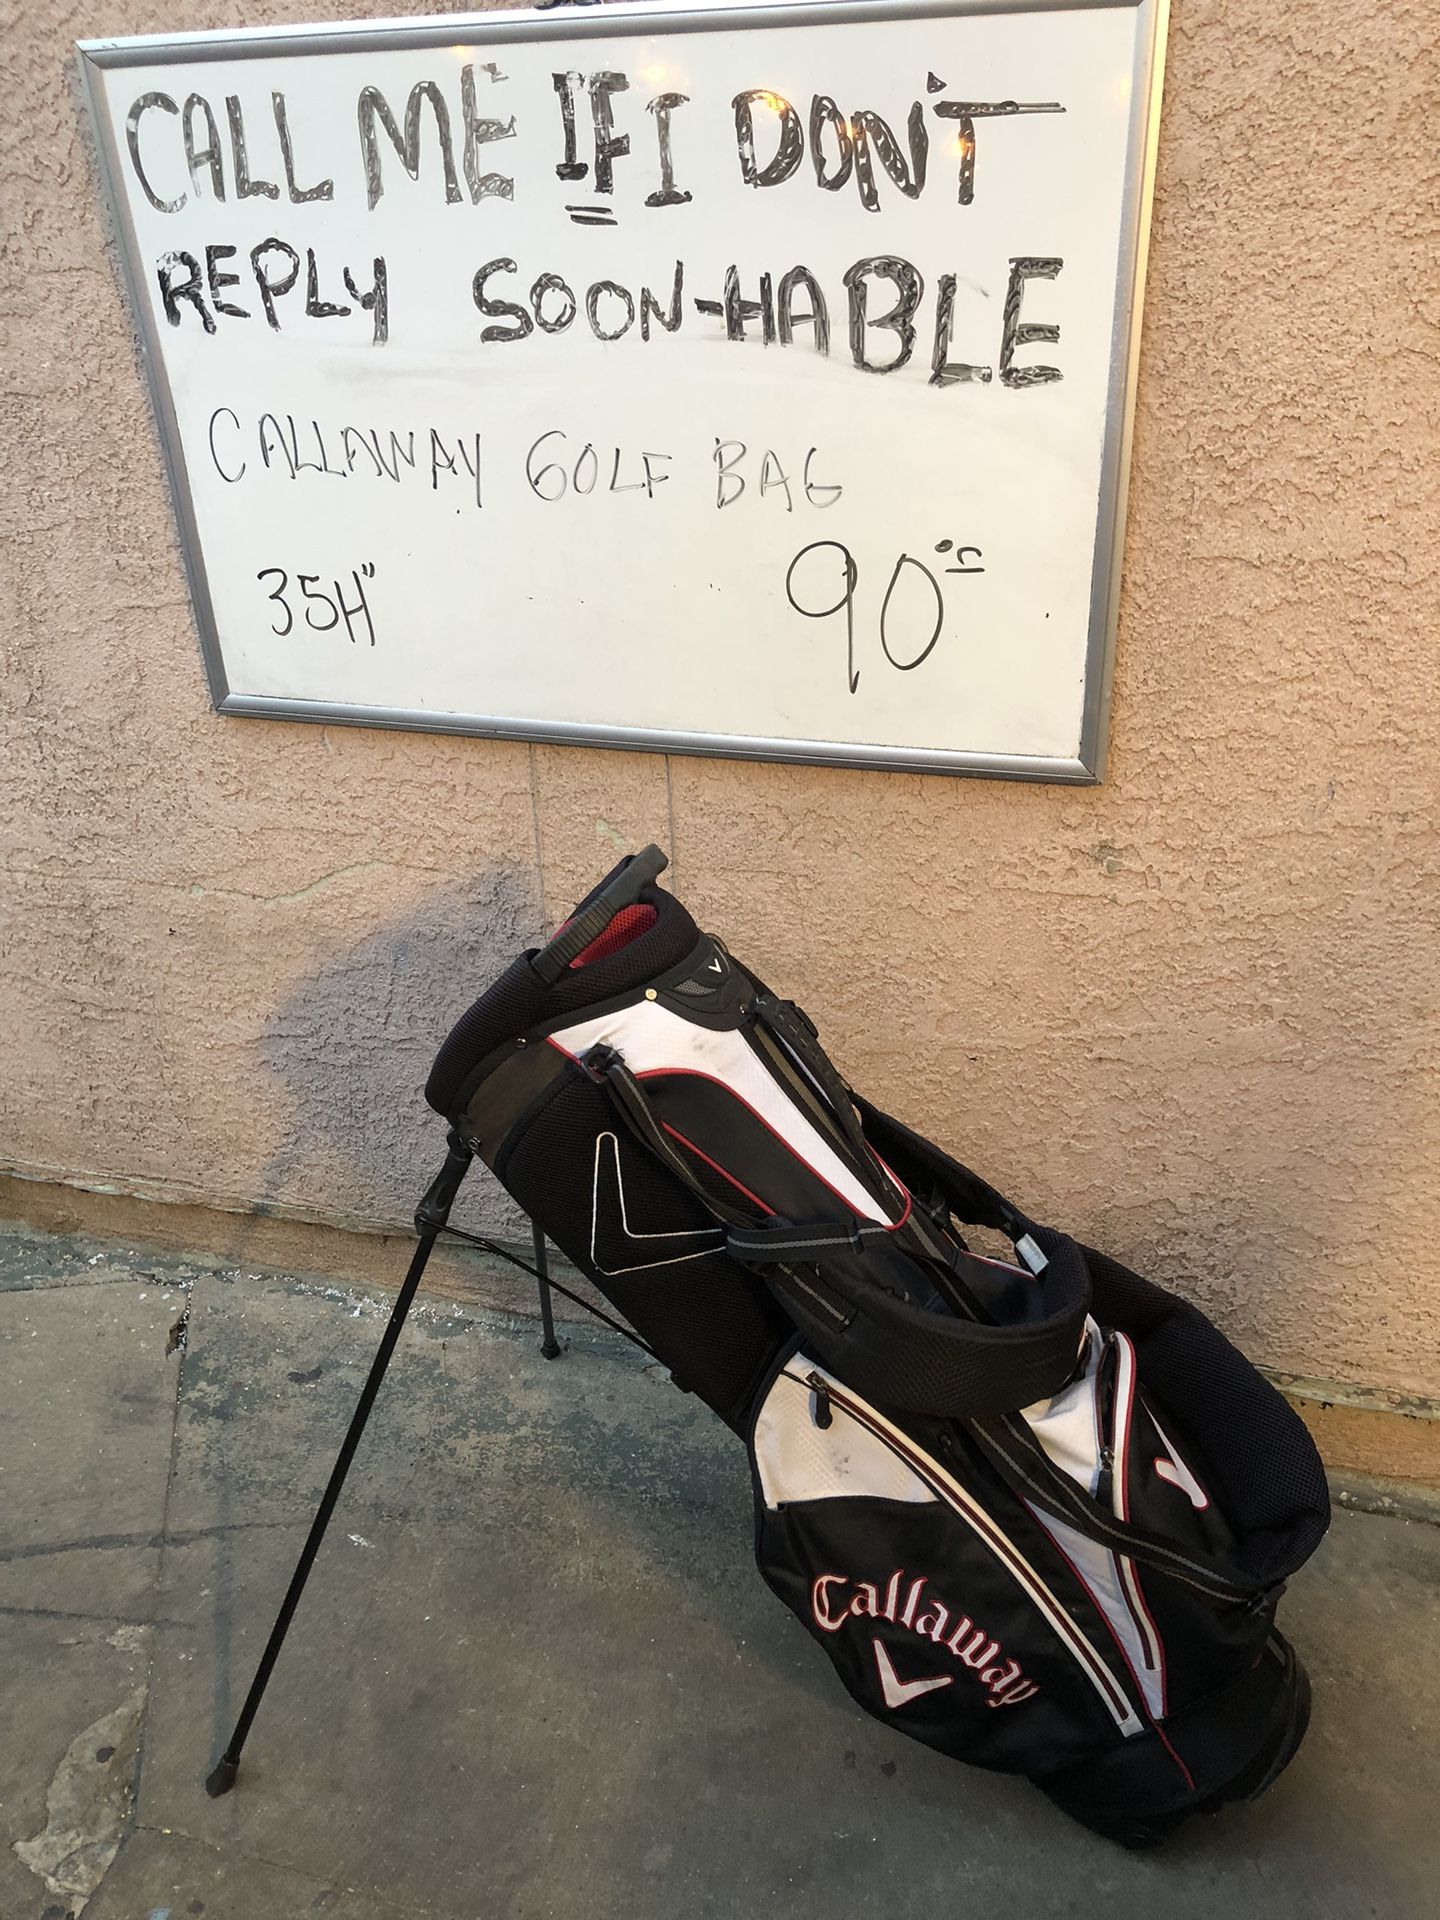 CALL ME IF I DON'T
REPLY SOON-HABLE
CALLAWAY GOLF BAG
35H" 90
Callaway